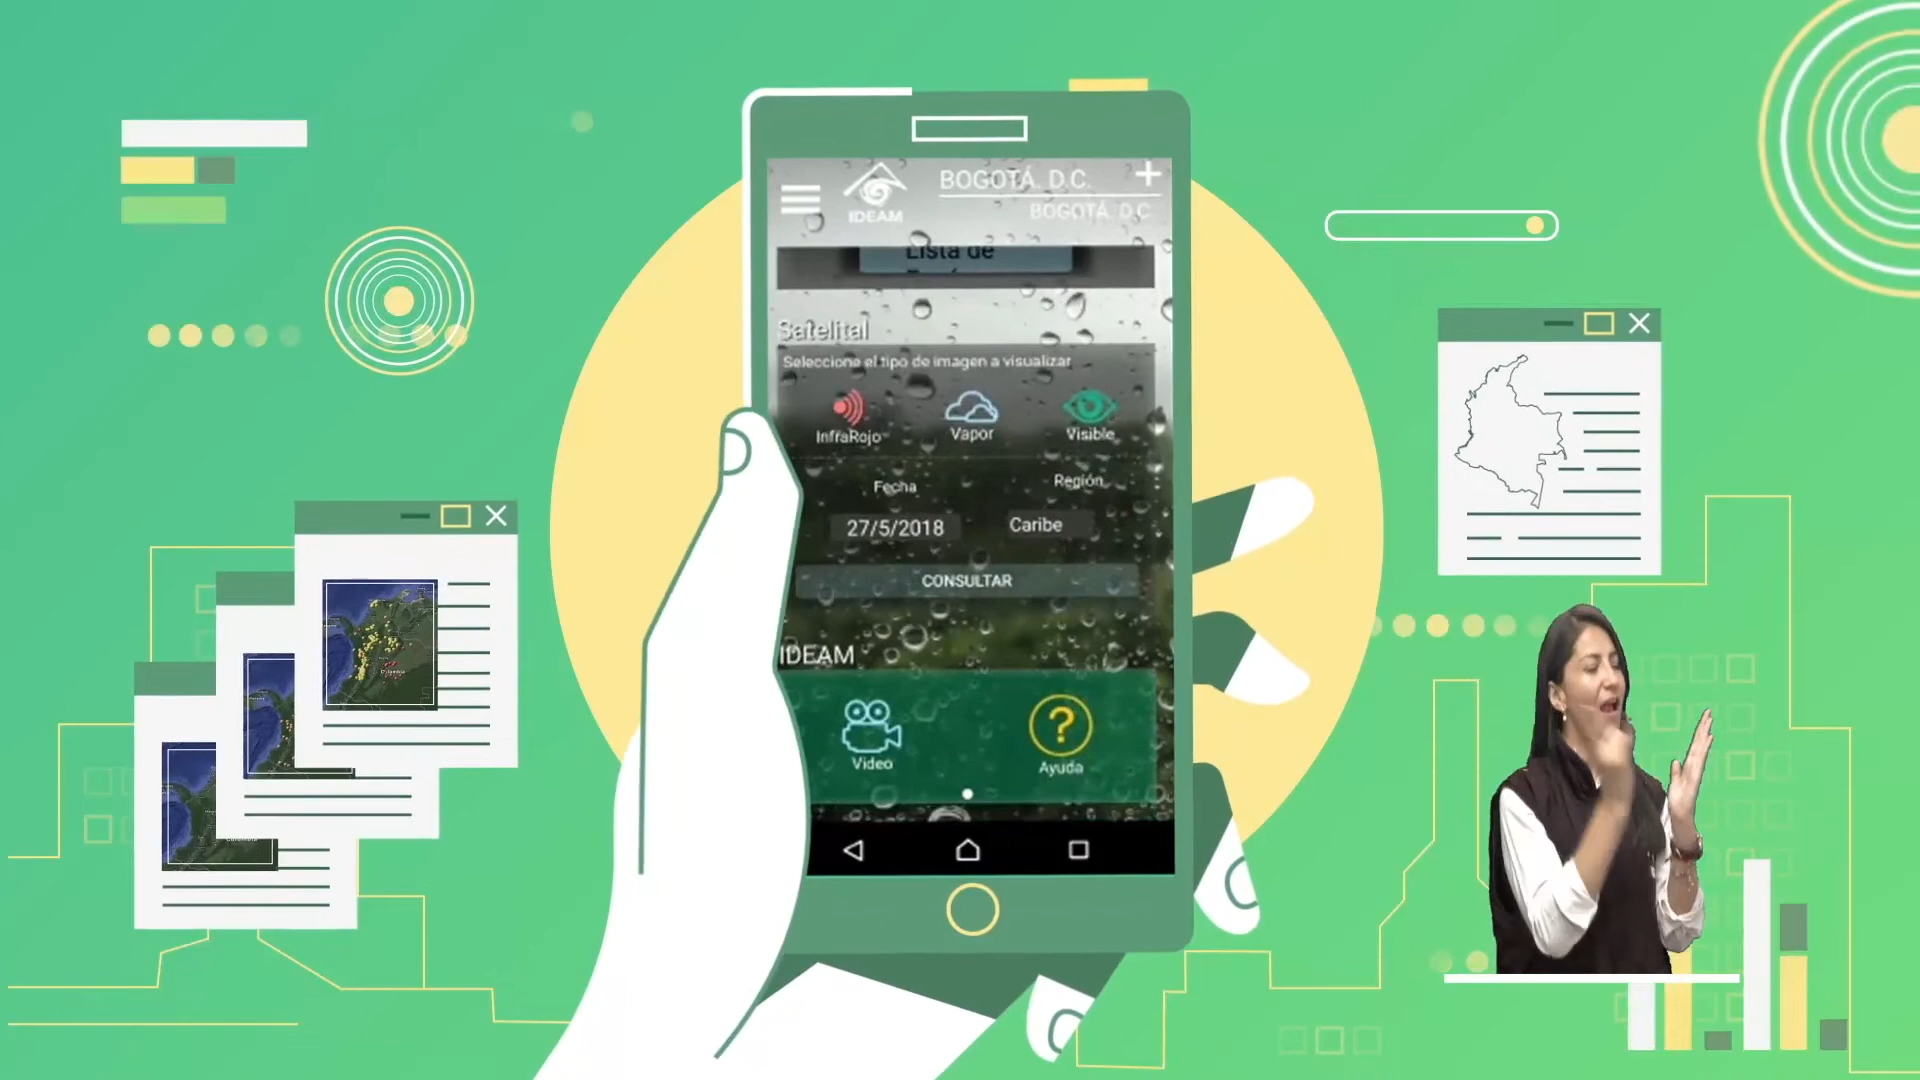 BOGOTÁ. D.C.
IDEAM
BOGOTÁ. D.C
Lista de
Satelital
Seleccione el tipo de imagen a visualizar
InfraRojo
Vapor
Visible
Fecha
Región
27/5/2018
Caribe
CONSULTAR
IDEAM
Video
Ayuda